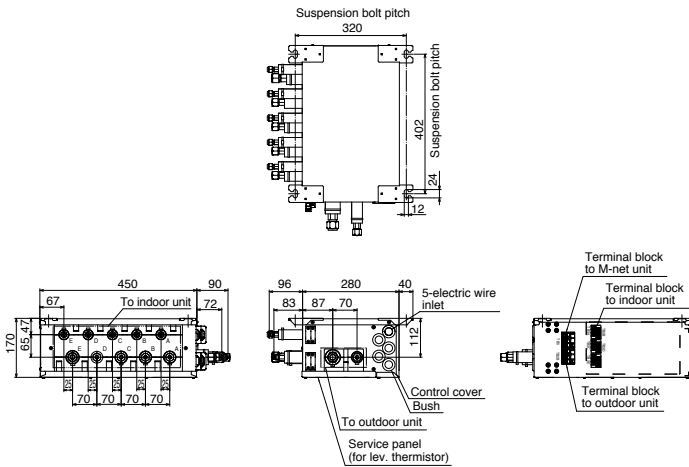 Suspension bolt pitch
320
402
Suspension bolt pitch
24
12
450
90
67
To indoor unit
72
47
170
65
E
D
C
B
A
E
D
C
B
A
25
25
25
25
25
70
70
70
70
96
280
40
83
87
70
5-electric wire
inlet
112
Control cover
Bush
To outdoor unit
Service panel
(for lev. thermistor)
Terminal block
to M-net unit
Terminal block
to indoor unit
Terminal block
to outdoor unit